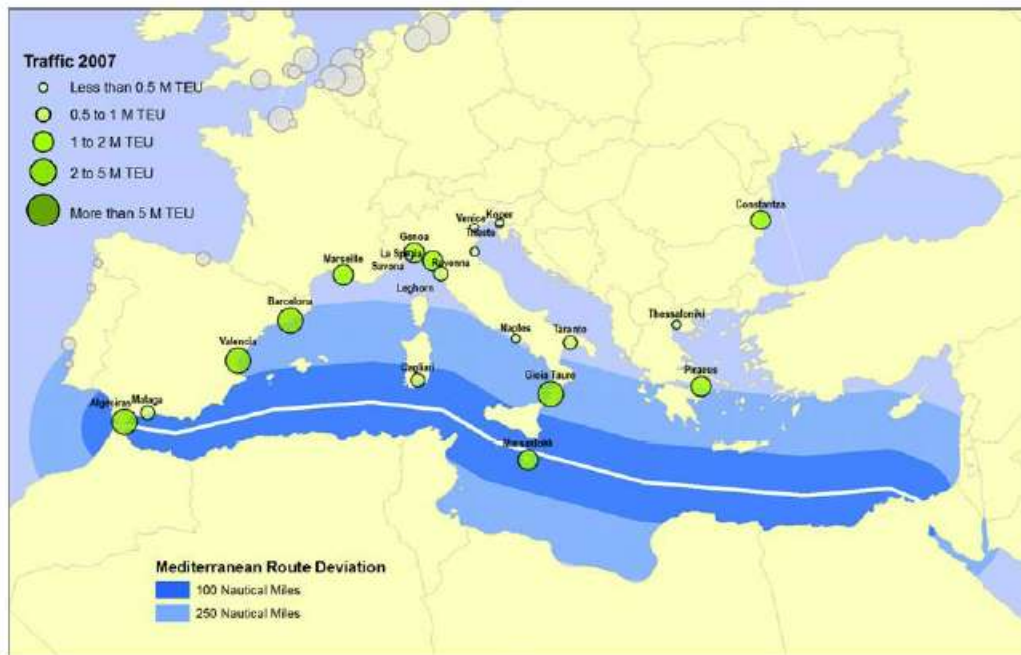 Traffic 2007
Less than 0.5 M TEU
0.5 to 1 M TEU
1 to 2 M TEU
2 to 5 M TEU
More than 5 M TEU
Constantza
Venice
Koper
Trieste
Genoa
La Spezia
Ravenna
Savona
Marseille
Leghorn
Barcelona
Thessaloniki
Naples
Taranto
Valencia
Cagliari
Gioia Tauro
Piraeus
Algesiras
Malaga
Marsaxlokk
Mediterranean Route Deviation
100 Nautical Miles
250 Nautical Miles